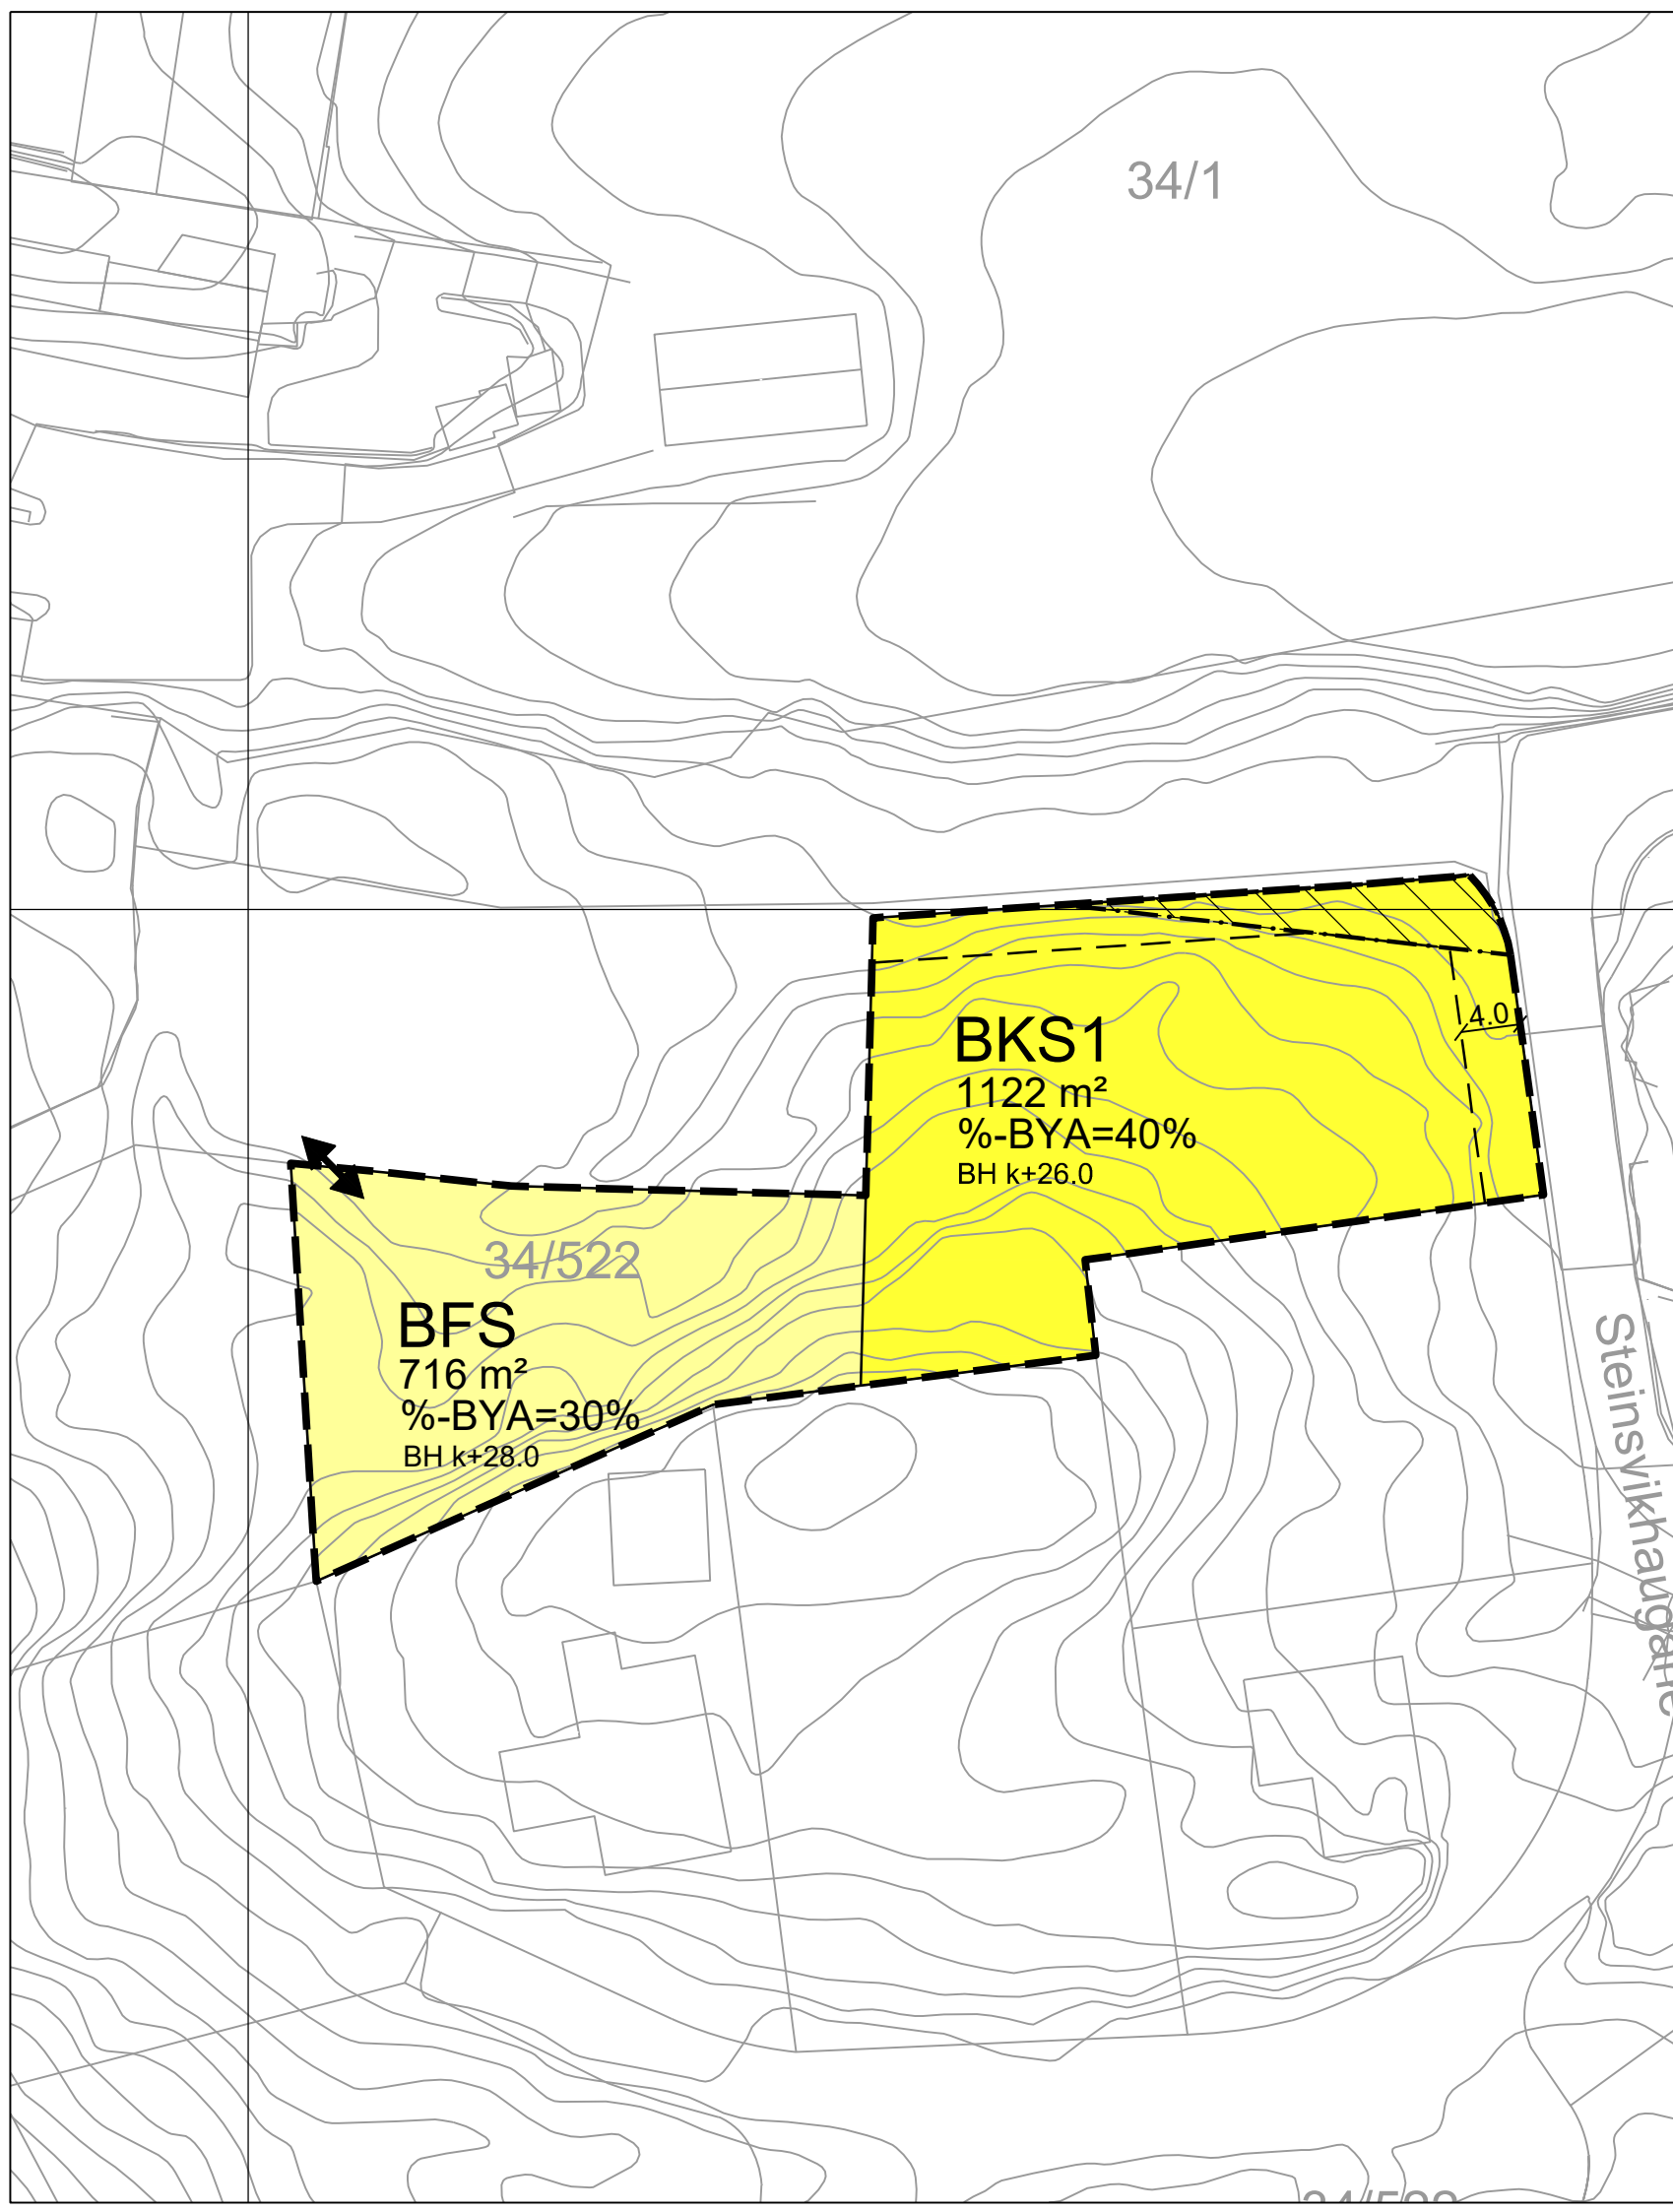 34/1
4.0
BKS1
1122 m²
%-BYA=40%
BH k+26.0
34/522
BFS
716 m²
%-BYA=30%
BH k+28.0
Steinsvikhaugane